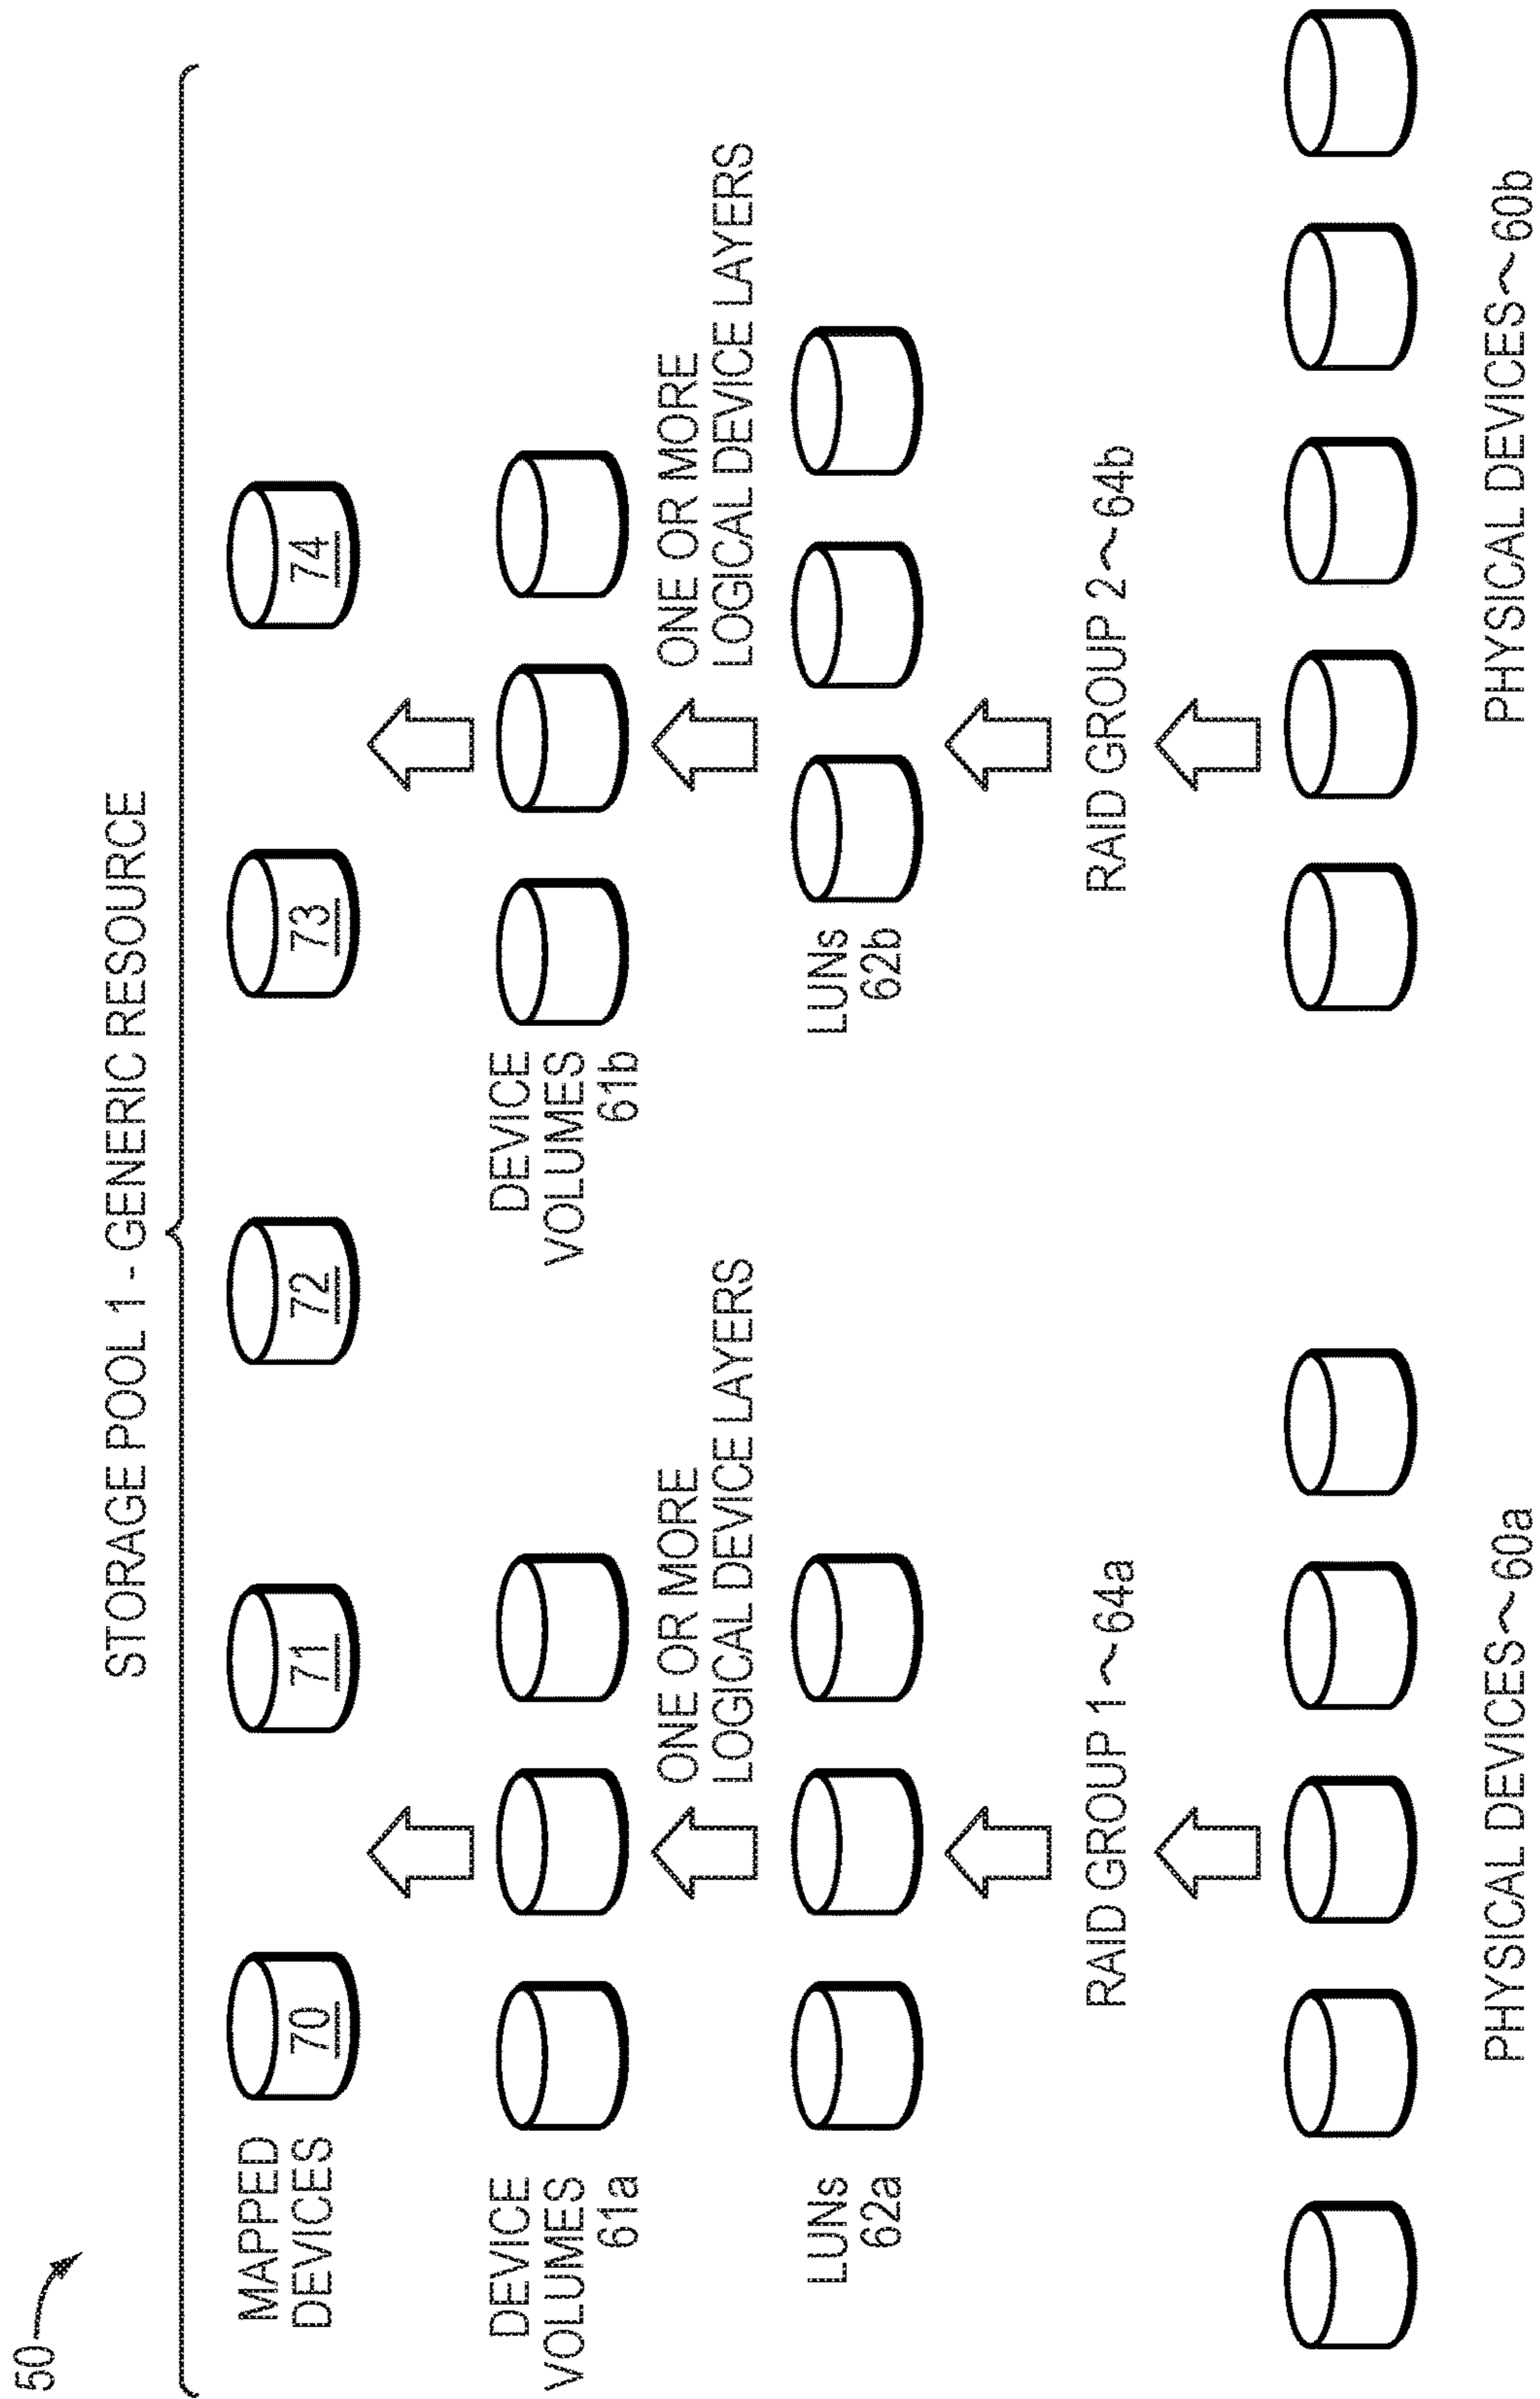 50
STORAGE POOL 1 - GENERIC RESOURCE
MAPPED
DEVICES
70
71
72
73
74
DEVICE
VOLUMES
61a
DEVICE
VOLUMES
61b
ONE OR MORE
LOGICAL DEVICE LAYERS
ONE OR MORE
LOGICAL DEVICE LAYERS
LUNs
62a
LUNs
62b
RAID GROUP 1~64a
RAID GROUP 2~64b
PHYSICAL DEVICES~60a
PHYSICAL DEVICES~60b